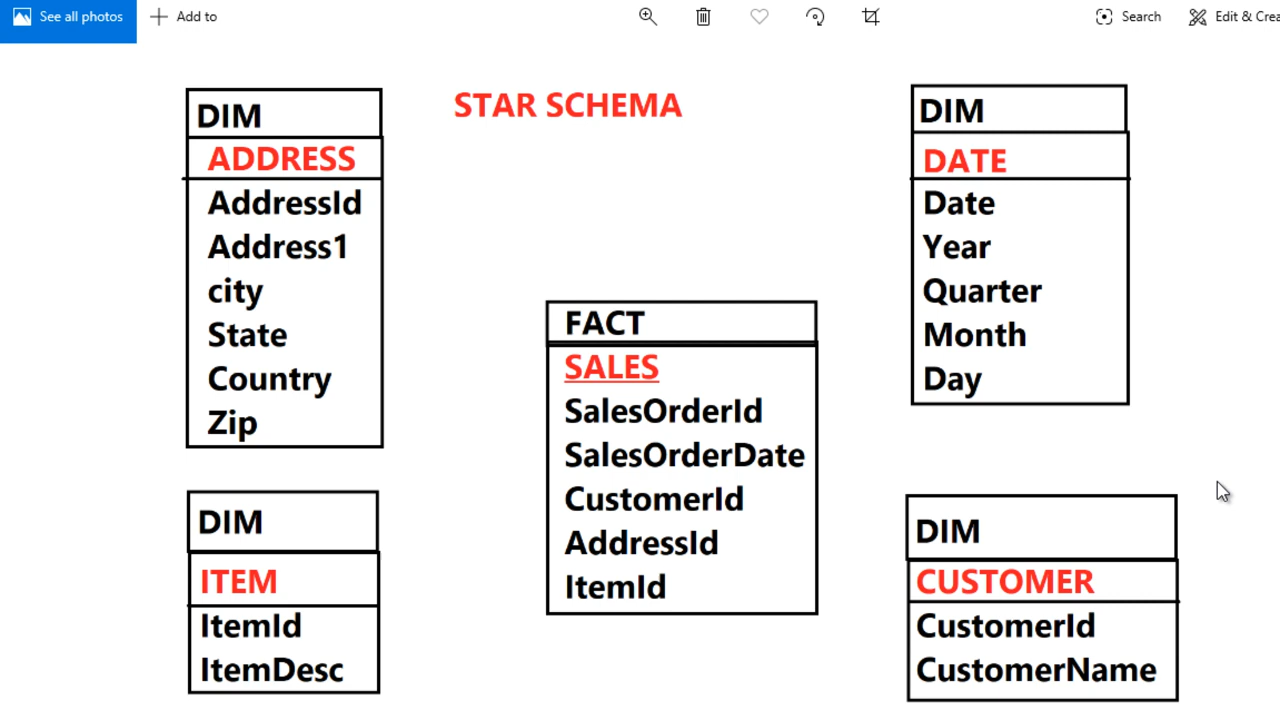 See all photos
Add to
Search
Edit & Crea
STAR SCHEMA
DIM
ADDRESS
AddressId
Address1
city
State
Country
Zip
DIM
DATE
Date
Year
Quarter
Month
Day
FACT
SALES
SalesOrderId
SalesOrderDate
CustomerId
AddressId
ItemId
DIM
ITEM
ItemId
ItemDesc
DIM
CUSTOMER
CustomerId
CustomerName